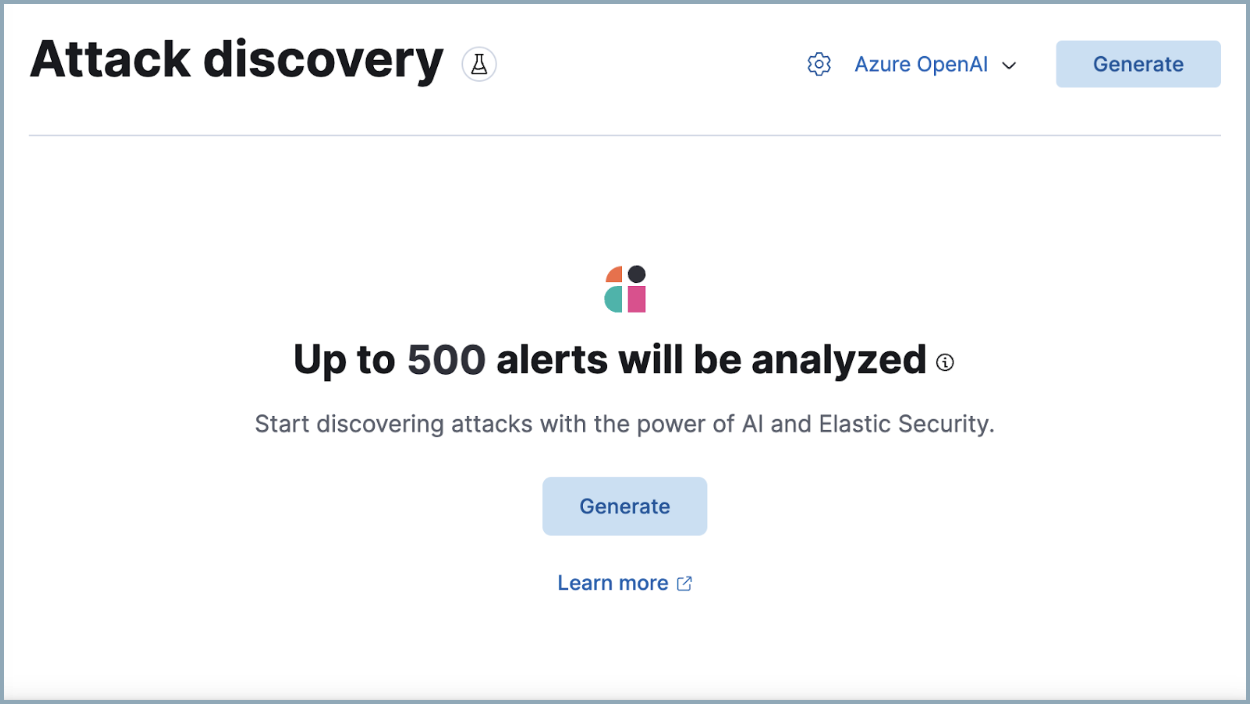 Attack discovery
Azure OpenAI
Generate
Up to 500 alerts will be analyzed
Start discovering attacks with the power of AI and Elastic Security.
Generate
Learn more